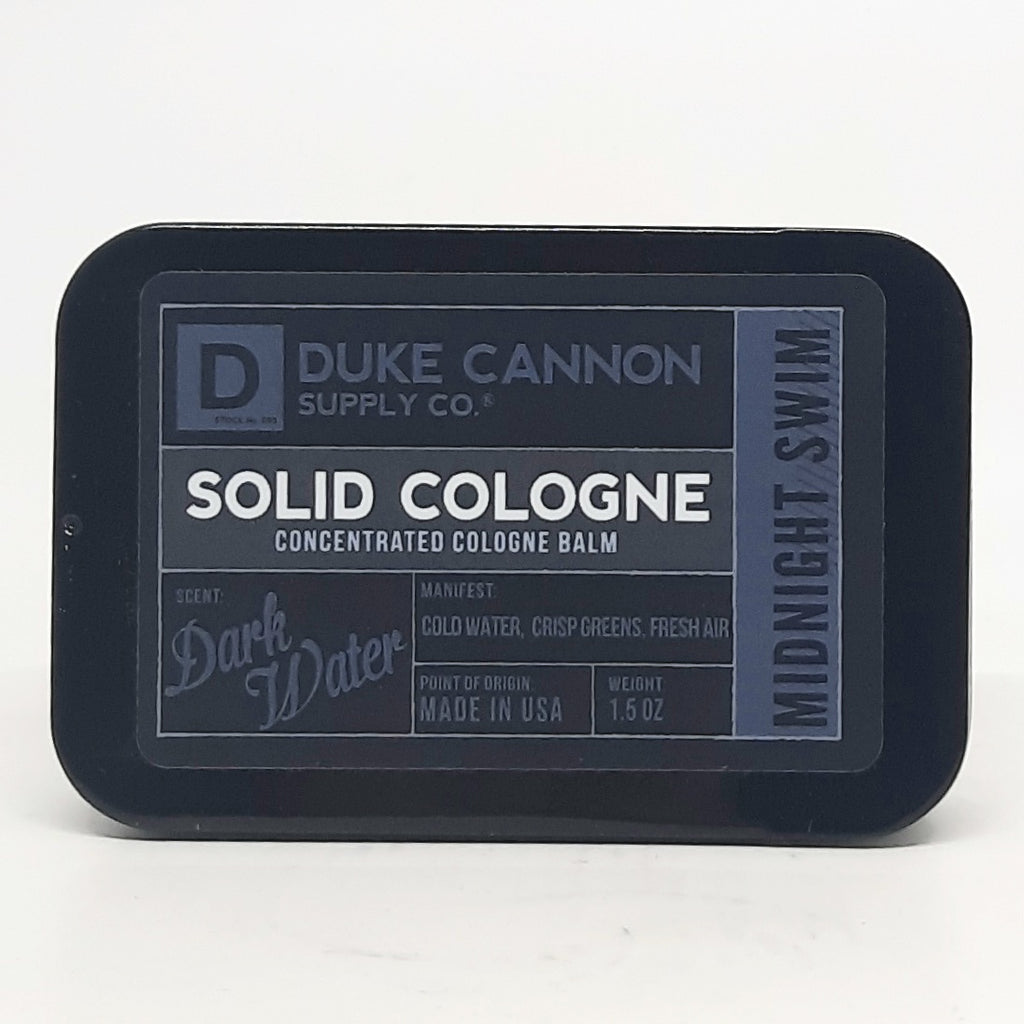 D
DUKE CANNON
SUPPLY CO.®
SOLID COLOGNE
CONCENTRATED COLOGNE BALM
SCENT:
Dark
Water
MANIFEST:
COLD WATER, CRISP GREENS, FRESH AIR
POINT OF ORIGIN:
MADE IN USA
WEIGHT
1.5 OZ
MIDNIGHT SWIM